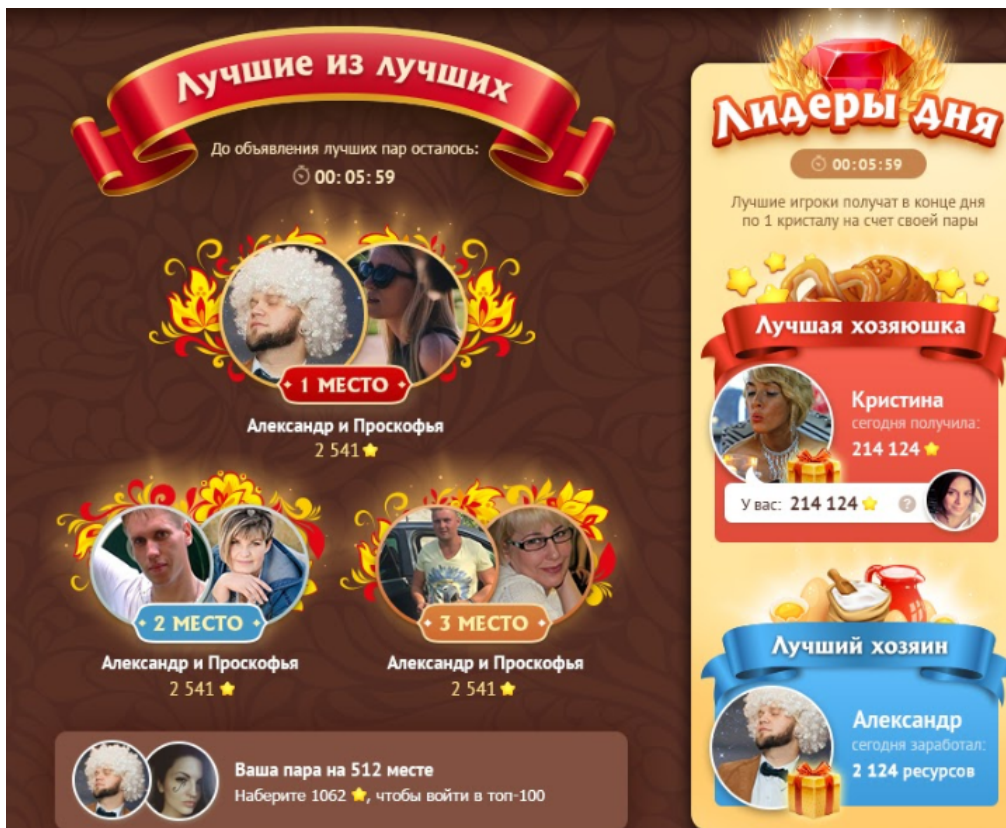 Лучшие из лучших
До объявления лучших пар осталось:
00:05:59
1 МЕСТО
Александр и Проскофья
2 541
2 МЕСТО
Александр и Проскофья
2 541
3 МЕСТО
Александр и Проскофья
2 541
Ваша пара на 512 месте
Наберите 1062 , чтобы войти в топ-100
Лидеры дня
00:05:59
Лучшие игроки получат в конце дня
по 1 кристалу на счет своей пары
Лучшая хозяюшка
Кристина
сегодня получила:
214 124
У вас: 214 124 ?
Лучший хозяин
Александр
сегодня заработал:
2 124 ресурсов